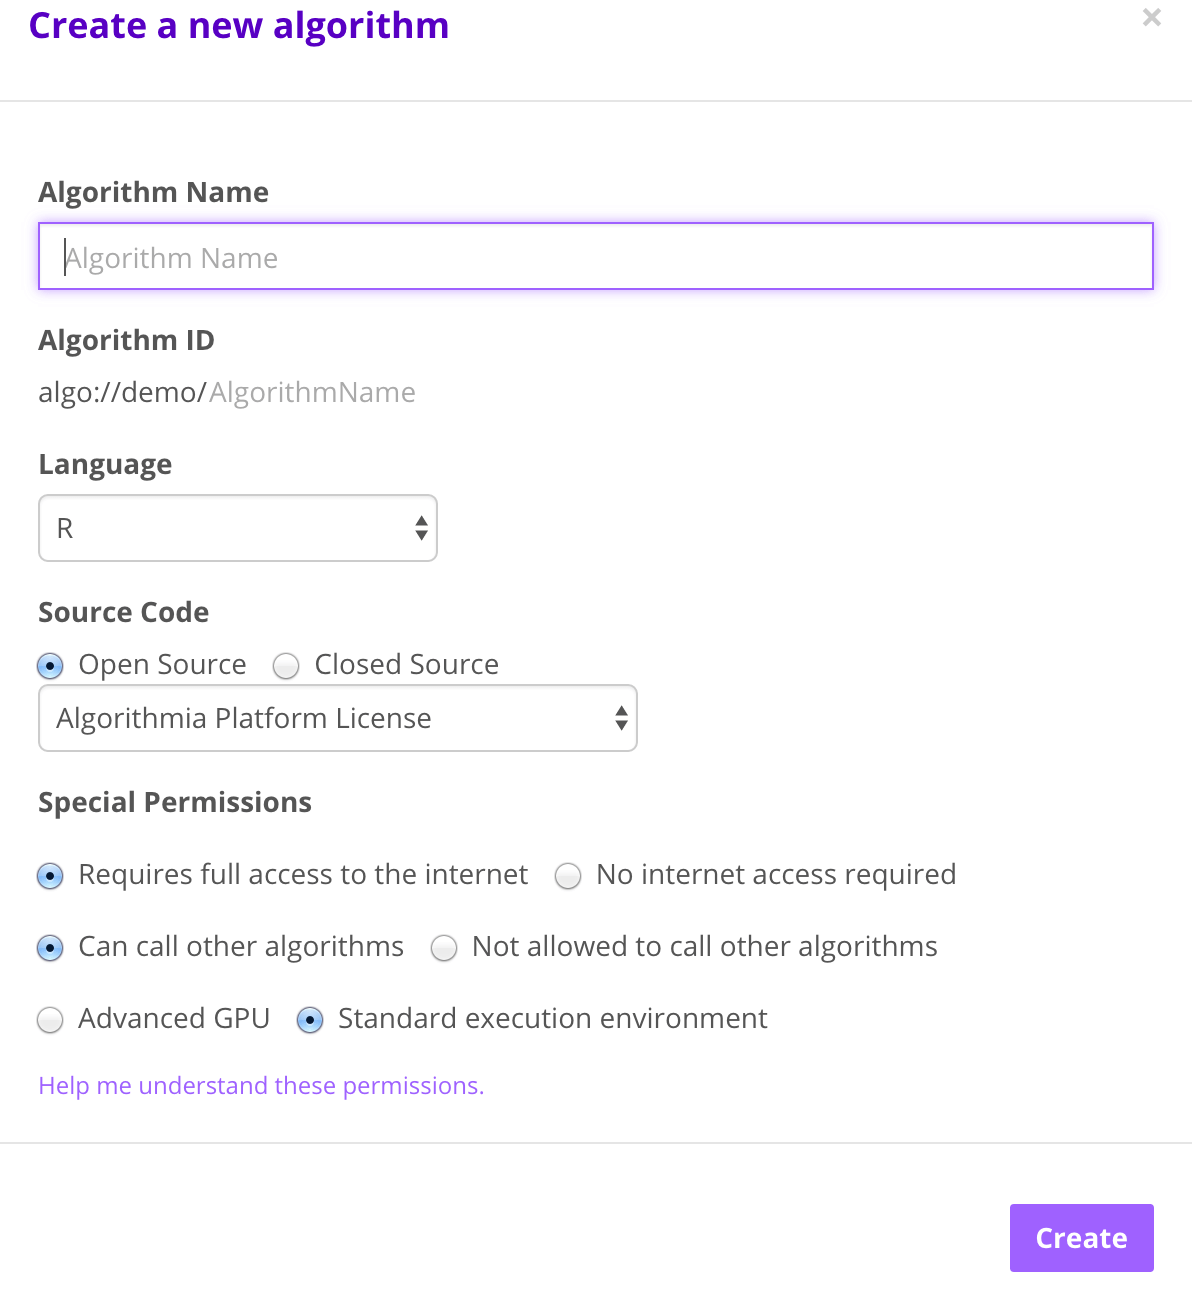 Create a new algorithm ×
Algorithm Name
Algorithm Name
Algorithm ID
algo://demo/AlgorithmName
Language
R
Source Code
Open Source Closed Source
Algorithmia Platform License
Special Permissions
Requires full access to the internet No internet access required
Can call other algorithms Not allowed to call other algorithms
Advanced GPU Standard execution environment
Help me understand these permissions.
Create